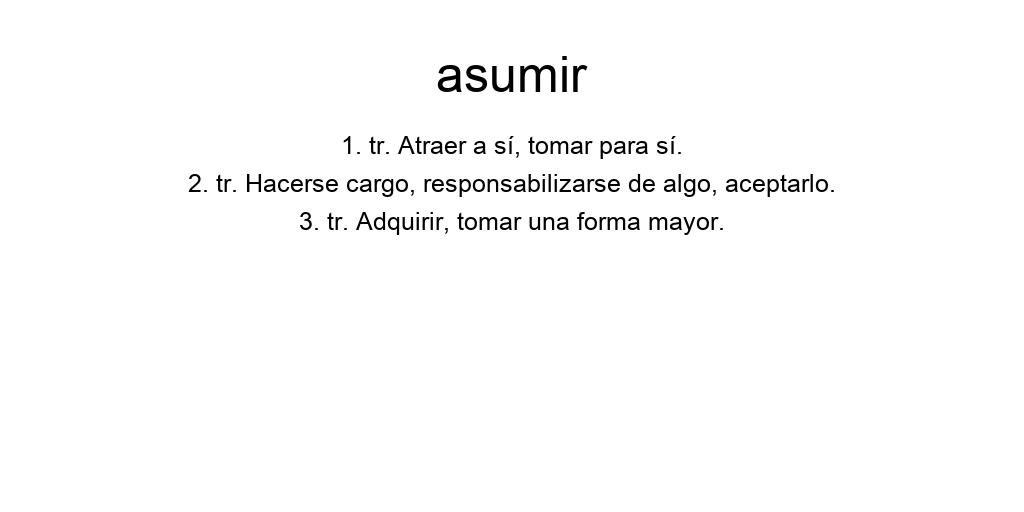 asumir
1. tr. Atraer a sí, tomar para sí.
2. tr. Hacerse cargo, responsabilizarse de algo, aceptarlo.
3. tr. Adquirir, tomar una forma mayor.